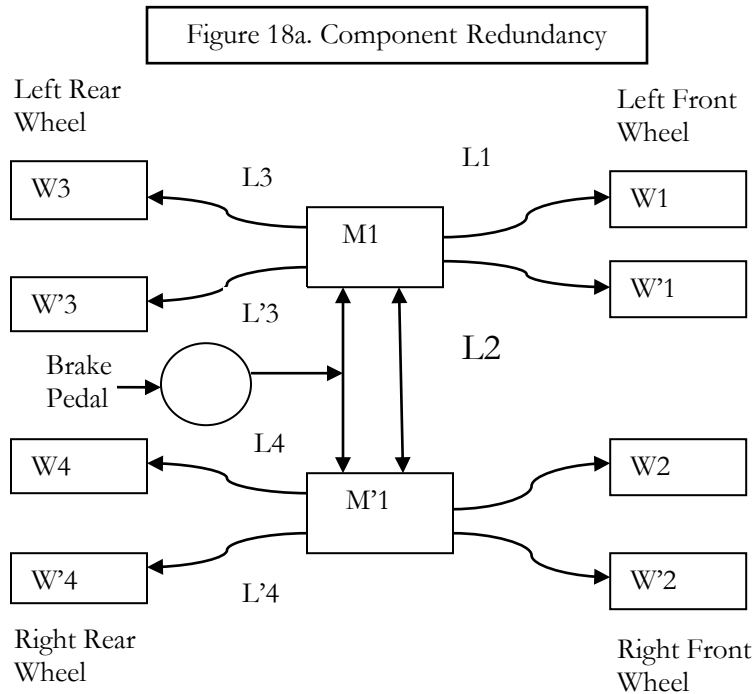 Figure 18a. Component Redundancy
Left Rear
Wheel
Left Front
Wheel
L3
L1
W3
M1
W1
W'3
W'1
L'3
L2
Brake
Pedal
L4
W4
W2
M'1
W'4
W'2
L'4
Right Rear
Wheel
Right Front
Wheel